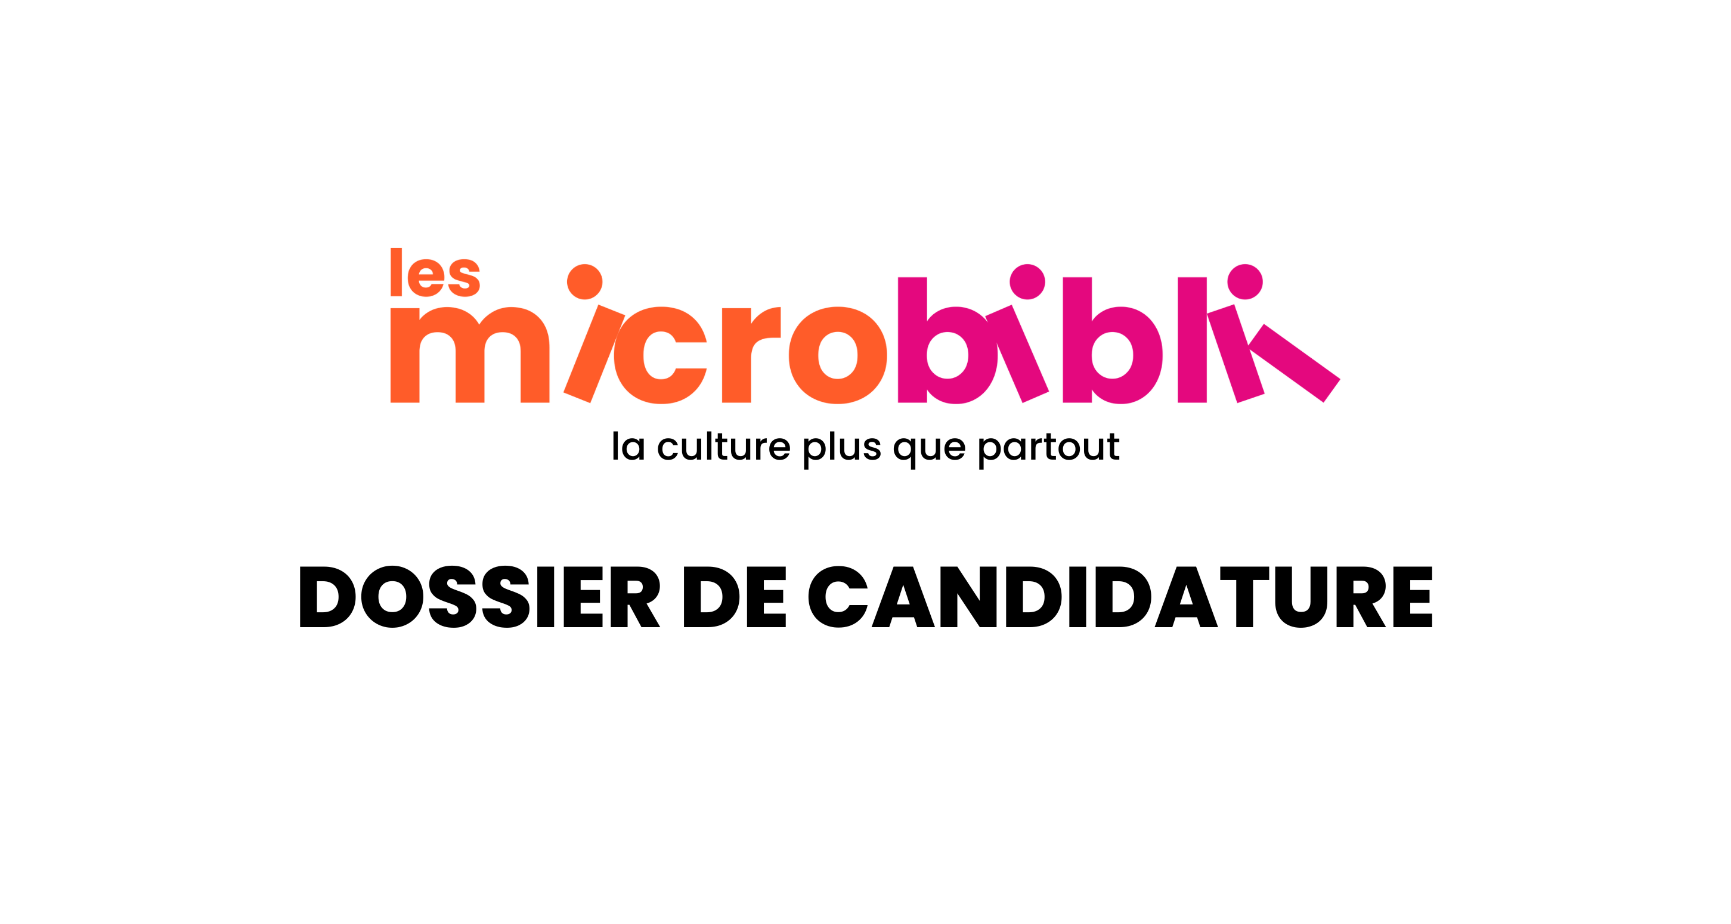 les
microbibli
la culture plus que partout
DOSSIER DE CANDIDATURE